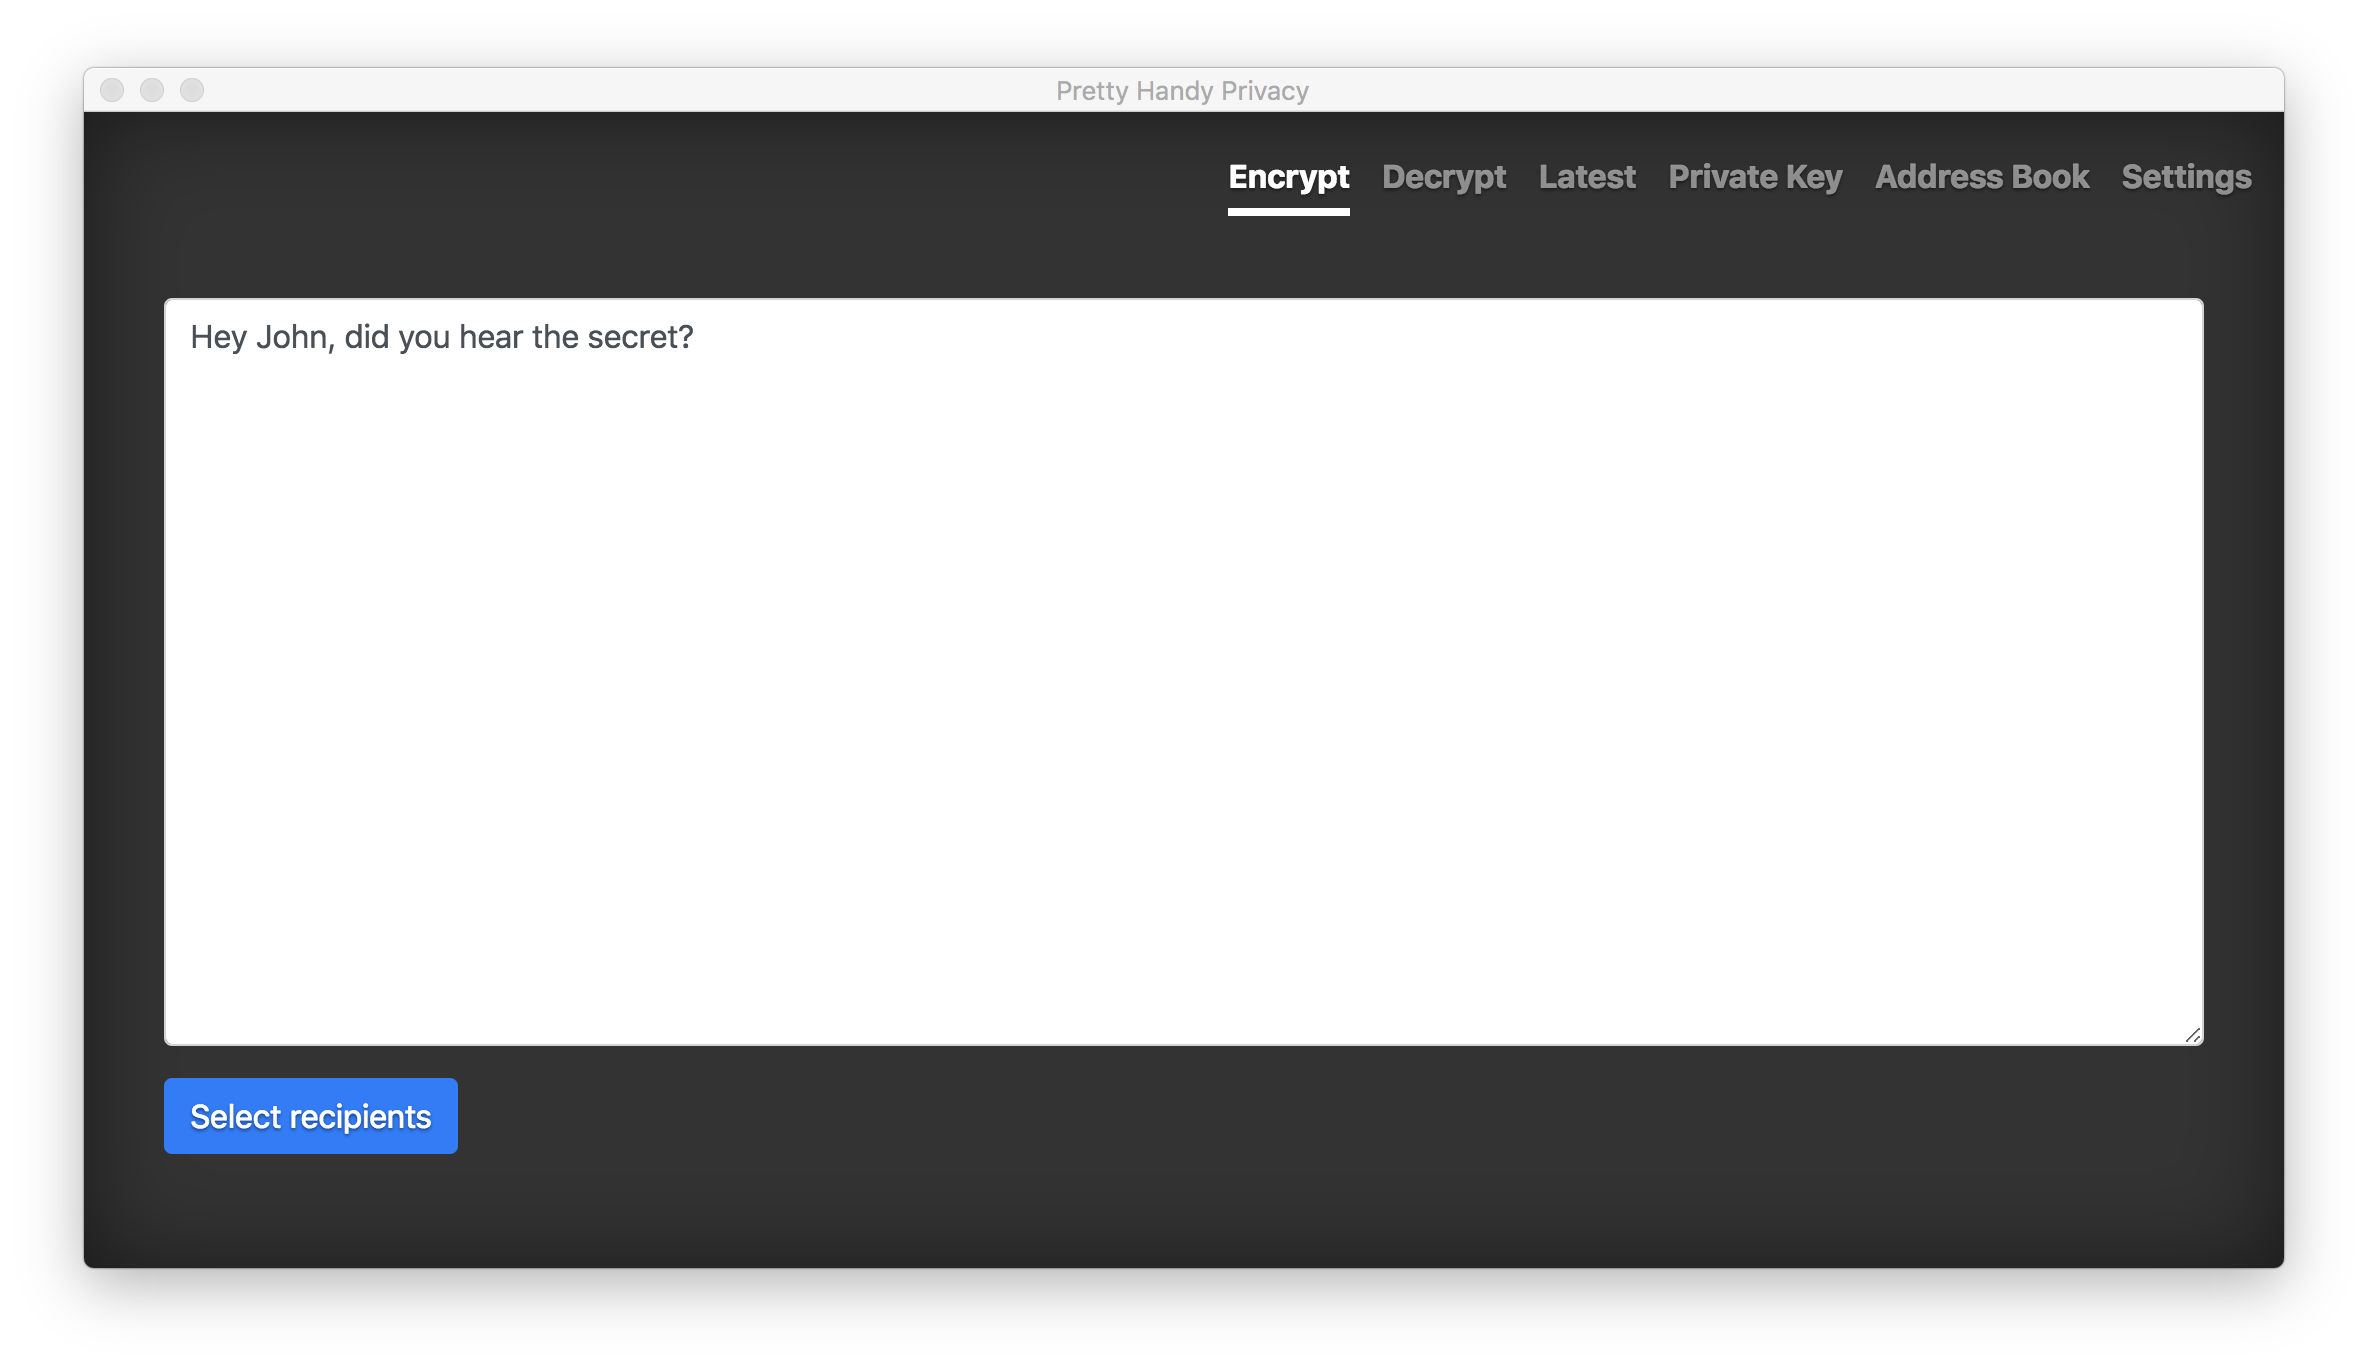 Pretty Handy Privacy
Encrypt Decrypt Latest Private Key Address Book Settings
Hey John, did you hear the secret?
Select recipients